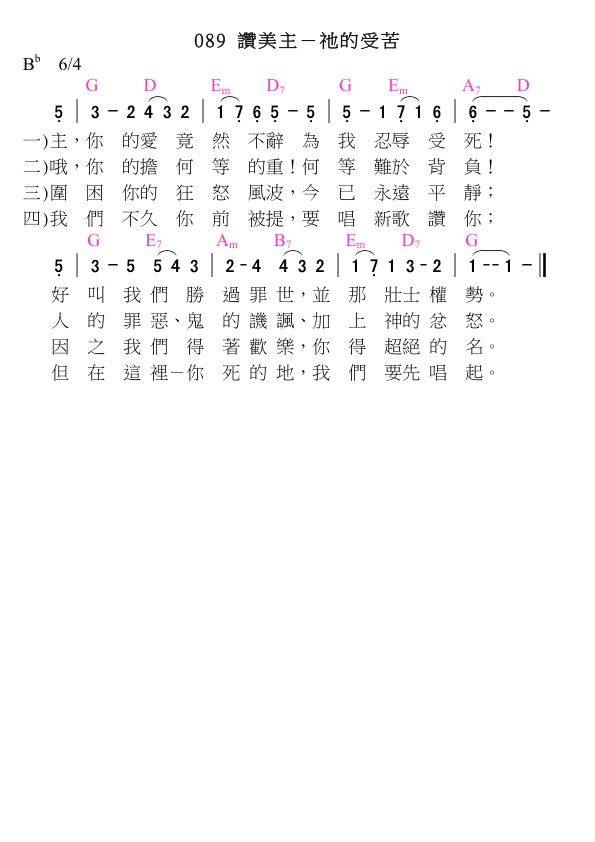 089 讚美主－祂的受苦
Bb 6/4
G D Em D7 G Em A7 D
5 | 3 - 2 4 3 2 | 1 7 6 5 - 5 | 5 - 1 7 1 6 | 6 - - 5 -
一)主，你 的愛 竟 然 不辭 為 我 忍辱 受 死！
二)哦，你 的擔 何 等 的重！何 等 難於 背 負！
三)圍 困 你的 狂 怒 風波，今 已 永遠 平 靜；
四)我 們 不久 你 前 被提，要 唱 新歌 讚 你；
G E7 Am B7 Em D7 G
5 | 3 - 5 5 4 3 | 2 - 4 4 3 2 | 1 7 1 3 - 2 | 1 - - 1 - ||
好 叫 我 們 勝 過 罪 世，並 那 壯士 權 勢。
人 的 罪 惡、鬼 的 譏 諷、加 上 神的 忿 怒。
因 之 我 們 得 著 歡 樂，你 得 超絕 的 名。
但 在 這 裡－你 死 的 地，我 們 要先 唱 起。